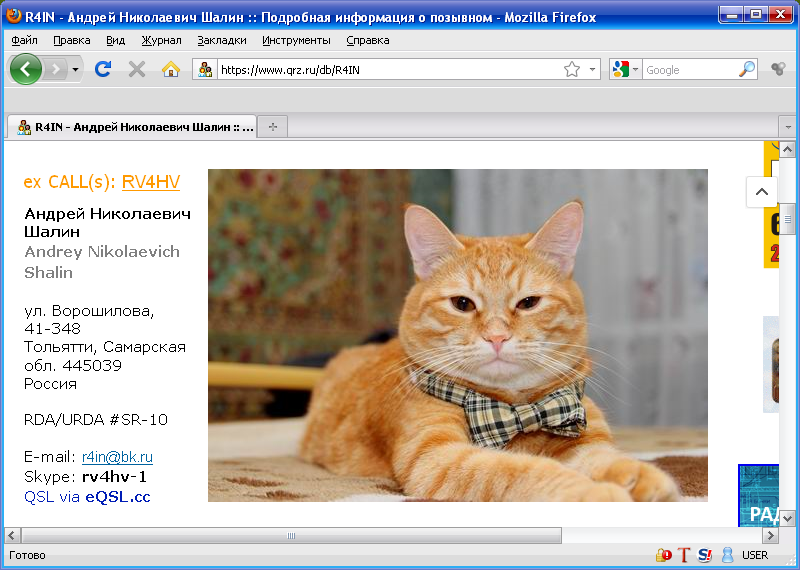 R4IN - Андрей Николаевич Шалин :: Подробная информация о позывном - Mozilla Firefox
Файл Правка Вид Журнал Закладки Инструменты Справка
https://www.qrz.ru/db/R4IN
Google
R4IN - Андрей Николаевич Шалин :: ...
ex CALL(s): RV4HV
Андрей Николаевич
Шалин
Andrey Nikolaevich
Shalin
ул. Ворошилова,
41-348
Тольятти, Самарская
обл. 445039
Россия
RDA/URDA #SR-10
E-mail: r4in@bk.ru
Skype: rv4hv-1
QSL via eQSL.cc
РАД
Готово
USER